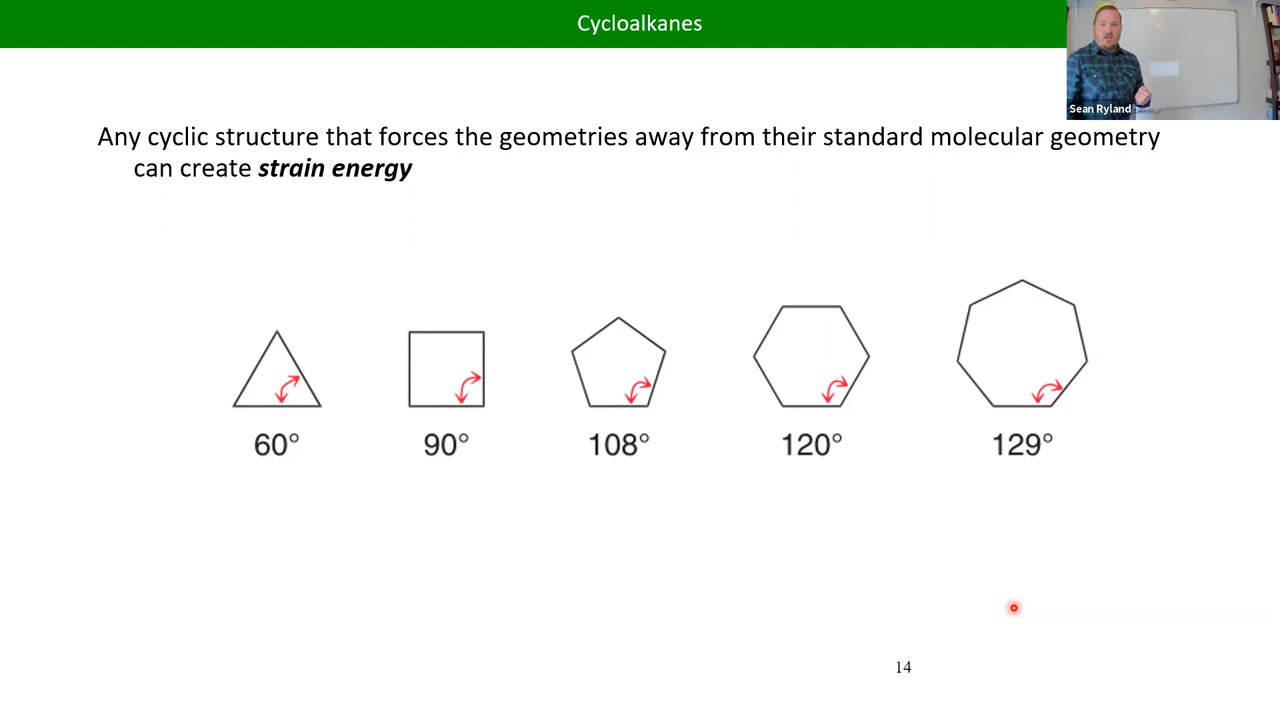 Cycloalkanes
Sean Ryland
Any cyclic structure that forces the geometries away from their standard molecular geometry
can create strain energy
60° 90° 108° 120° 129°
14